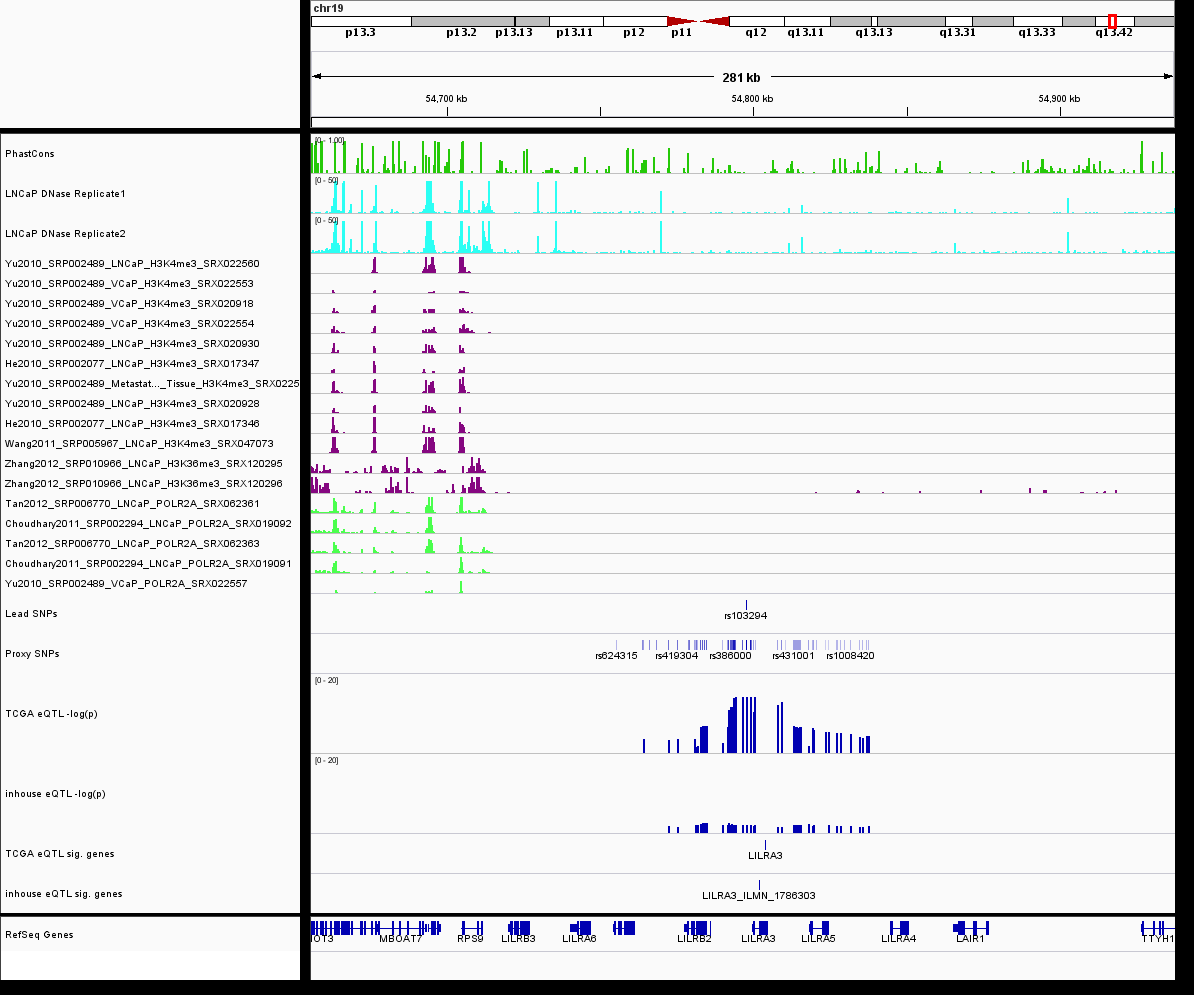 chr19
p13.3 p13.2 p13.13 p13.11 p12 p11 q12 q13.11 q13.13 q13.31 q13.33 q13.42
281 kb
54,700 kb 54,800 kb 54,900 kb
PhastCons
[0 - 1.00]
LNCaP DNase Replicate1
[0 - 50]
LNCaP DNase Replicate2
[0 - 50]
Yu2010_SRP002489_LNCaP_H3K4me3_SRX022560
Yu2010_SRP002489_VCaP_H3K4me3_SRX022553
Yu2010_SRP002489_VCaP_H3K4me3_SRX020918
Yu2010_SRP002489_VCaP_H3K4me3_SRX022554
Yu2010_SRP002489_LNCaP_H3K4me3_SRX020930
He2010_SRP002077_LNCaP_H3K4me3_SRX017347
Yu2010_SRP002489_Metastat..._Tissue_H3K4me3_SRX0225
Yu2010_SRP002489_LNCaP_H3K4me3_SRX020928
He2010_SRP002077_LNCaP_H3K4me3_SRX017346
Wang2011_SRP005967_LNCaP_H3K4me3_SRX047073
Zhang2012_SRP010966_LNCaP_H3K36me3_SRX120295
Zhang2012_SRP010966_LNCaP_H3K36me3_SRX120296
Tan2012_SRP006770_LNCaP_POLR2A_SRX062361
Choudhary2011_SRP002294_LNCaP_POLR2A_SRX019092
Tan2012_SRP006770_LNCaP_POLR2A_SRX062363
Choudhary2011_SRP002294_LNCaP_POLR2A_SRX019091
Yu2010_SRP002489_VCaP_POLR2A_SRX022557
Lead SNPs
rs103294
Proxy SNPs
rs624315 rs419304 rs386000 rs431001 rs1008420
[0 - 20]
TCGA eQTL -log(p)
[0 - 20]
inhouse eQTL -log(p)
TCGA eQTL sig. genes
LILRA3
inhouse eQTL sig. genes
LILRA3_ILMN_1786303
RefSeq Genes
IOT3 MBOAT7 RPS9 LILRB3 LILRA6 LILRB2 LILRA3 LILRA5 LILRA4 LAIR1 TTYH1